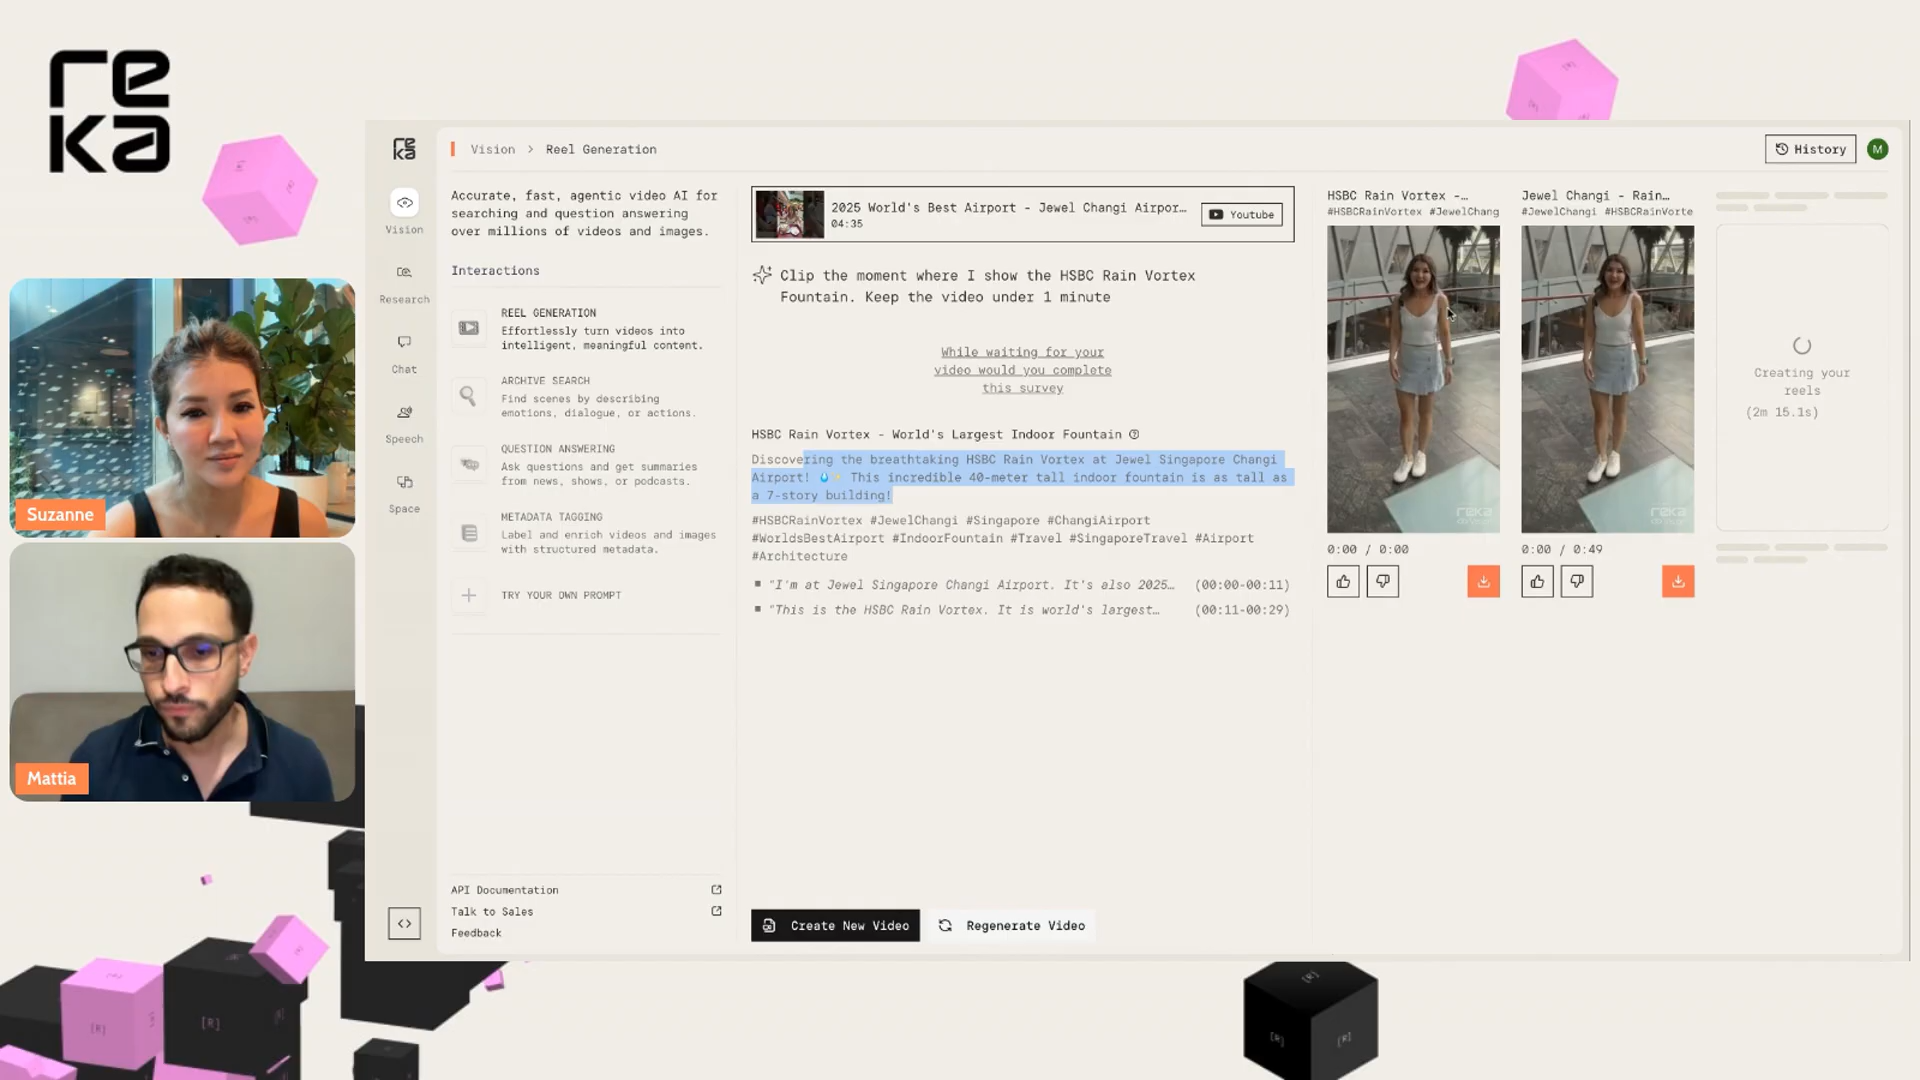 reka
reka
Vision > Reel Generation
History
M
Vision
Research
Chat
Speech
Space
Accurate, fast, agentic video AI for
searching and question answering
over millions of videos and images.
Interactions
REEL GENERATION
Effortlessly turn videos into
intelligent, meaningful content.
ARCHIVE SEARCH
Find scenes by describing
emotions, dialogue, or actions.
QUESTION ANSWERING
Ask questions and get summaries
from news, shows, or podcasts.
METADATA TAGGING
Label and enrich videos and images
with structured metadata.
TRY YOUR OWN PROMPT
API Documentation
Talk to Sales
Feedback
2025 World's Best Airport - Jewel Changi Airpor…
04:35
Youtube
Clip the moment where I show the HSBC Rain Vortex
Fountain. Keep the video under 1 minute
While waiting for your
video would you complete
this survey
HSBC Rain Vortex - World's Largest Indoor Fountain
Discovering the breathtaking HSBC Rain Vortex at Jewel Singapore Changi
Airport! 💧✨ This incredible 40-meter tall indoor fountain is as tall as
a 7-story building!
#HSBCRainVortex #JewelChangi #Singapore #ChangiAirport
#WorldsBestAirport #IndoorFountain #Travel #SingaporeTravel #Airport
#Architecture
"I'm at Jewel Singapore Changi Airport. It's also 2025… (00:00-00:11)
"This is the HSBC Rain Vortex. It is world's largest… (00:11-00:29)
Create New Video
Regenerate Video
HSBC Rain Vortex -…
#HSBCRainVortex #JewelChang
reka
0:00 / 0:00
Jewel Changi - Rain…
#JewelChangi #HSBCRainVorte
reka
0:00 / 0:49
Creating your
reels
(2m 15.1s)
Suzanne
Mattia
[R]
[R]
[R]
[R]
[R]
[R]